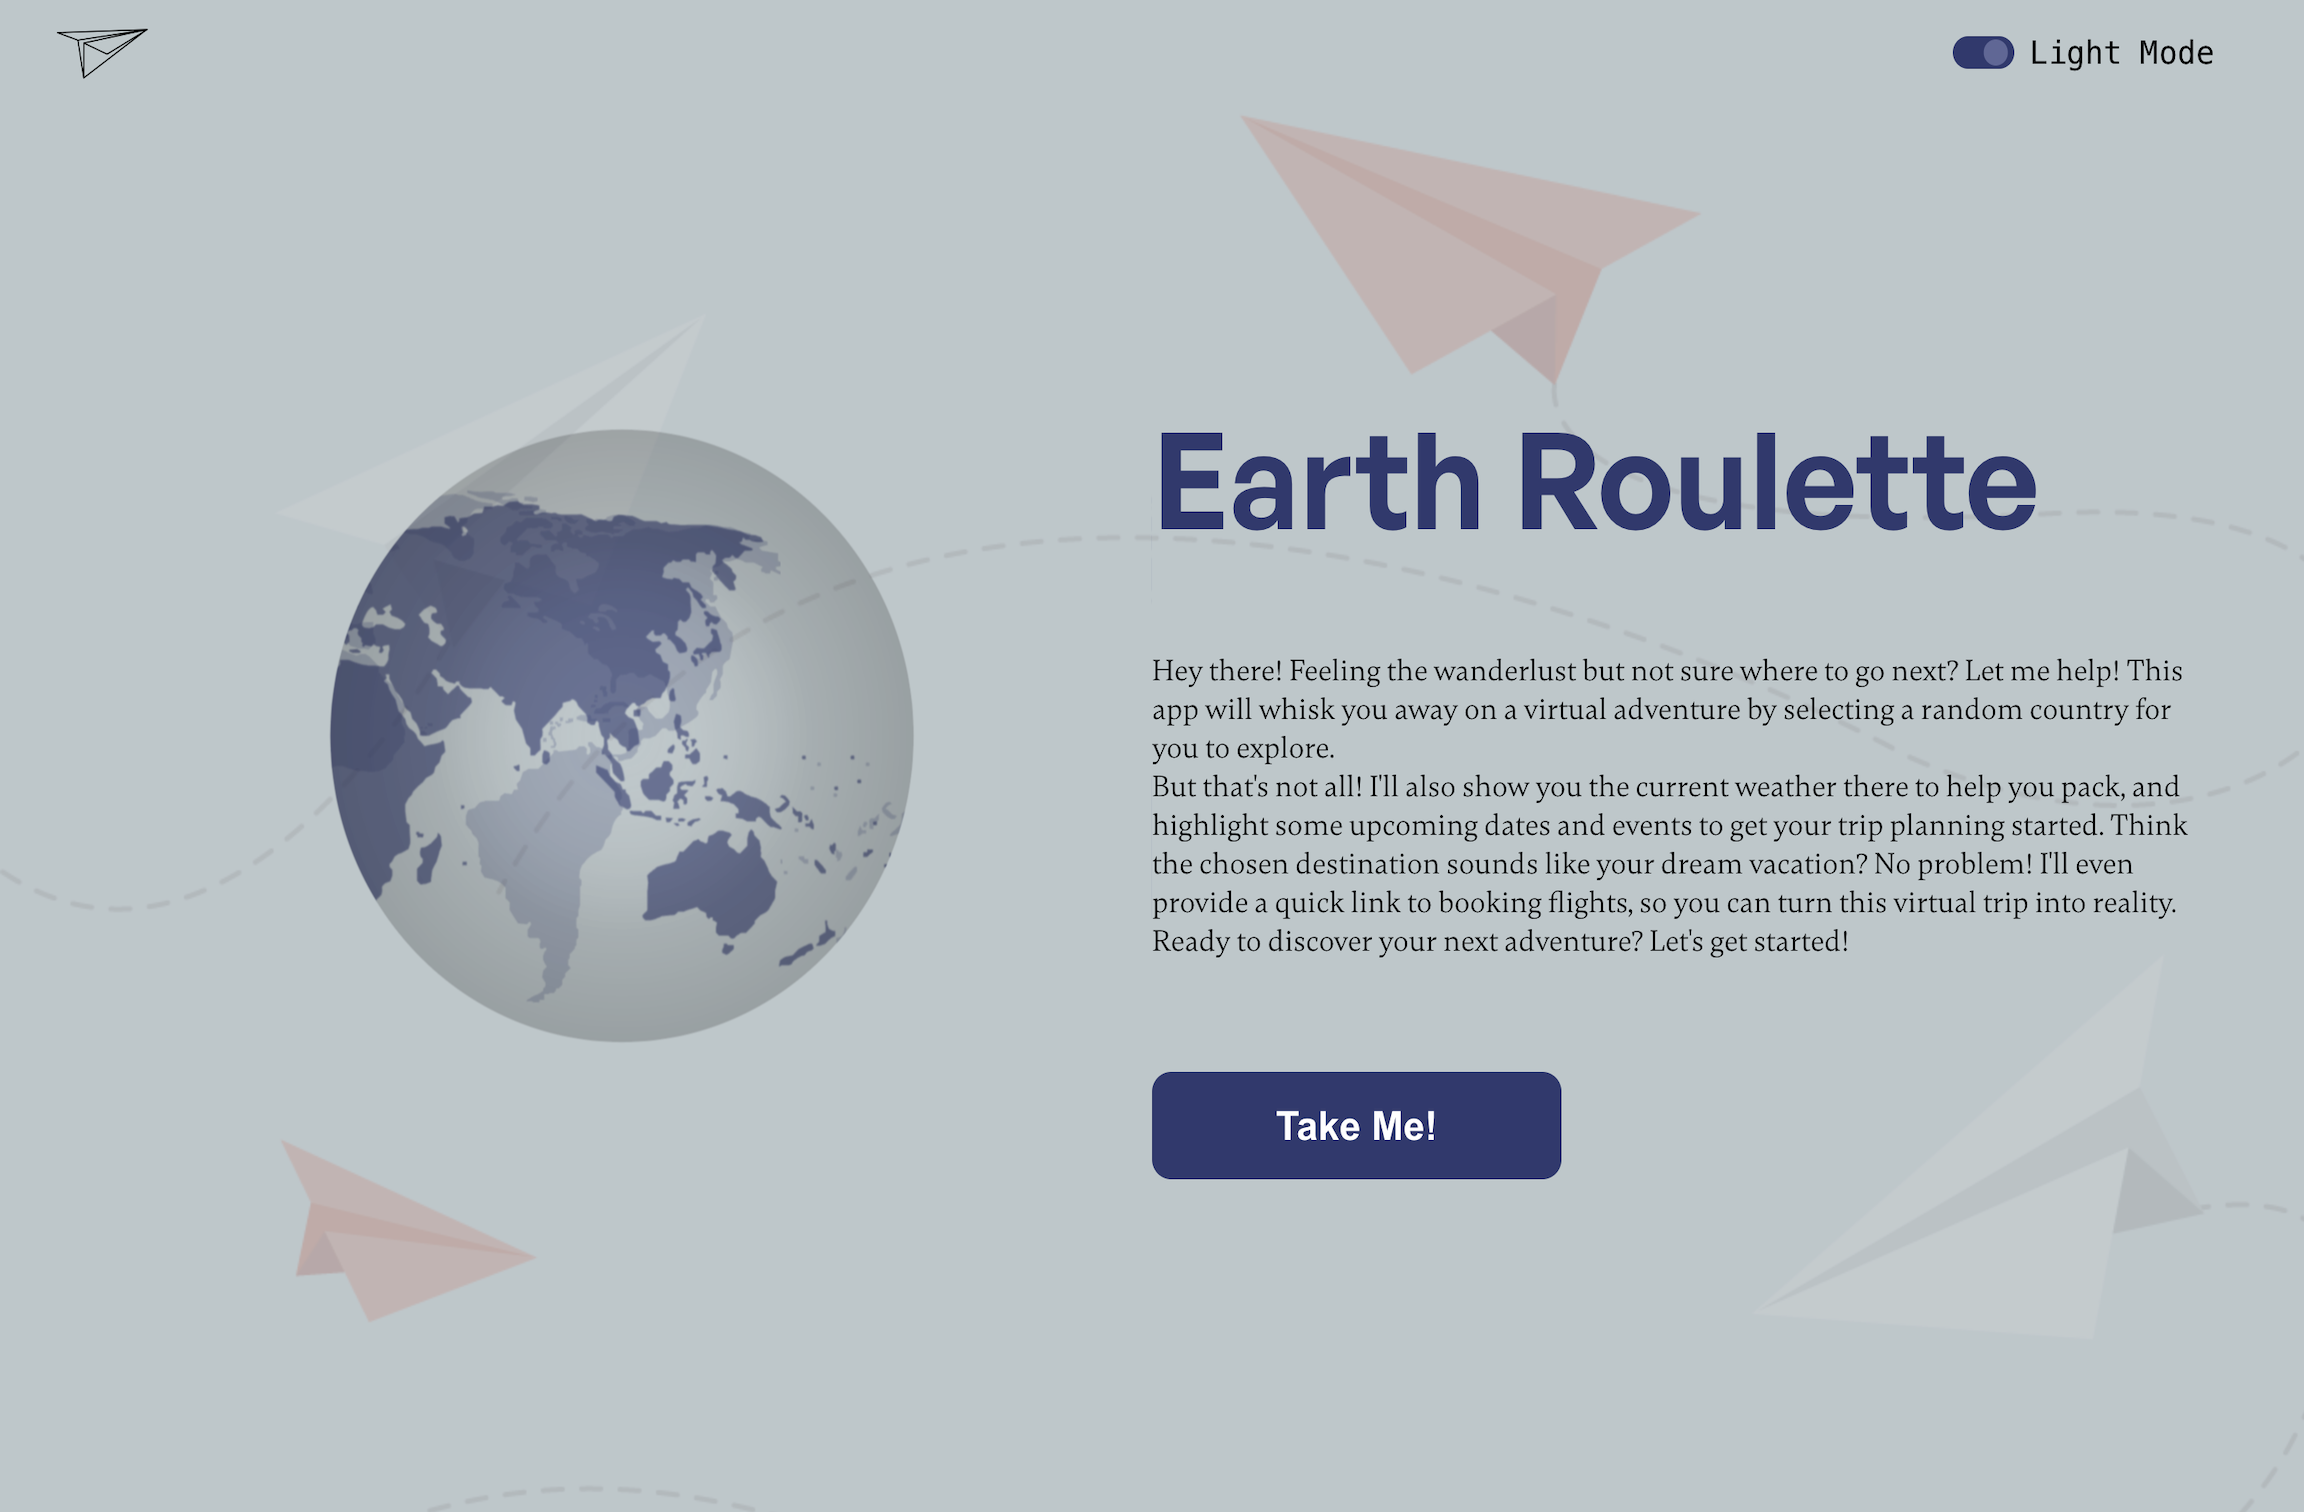 Light Mode
Earth Roulette
Hey there! Feeling the wanderlust but not sure where to go next? Let me help! This
app will whisk you away on a virtual adventure by selecting a random country for
you to explore.
But that's not all! I'll also show you the current weather there to help you pack, and
highlight some upcoming dates and events to get your trip planning started. Think
the chosen destination sounds like your dream vacation? No problem! I'll even
provide a quick link to booking flights, so you can turn this virtual trip into reality.
Ready to discover your next adventure? Let's get started!
Take Me!